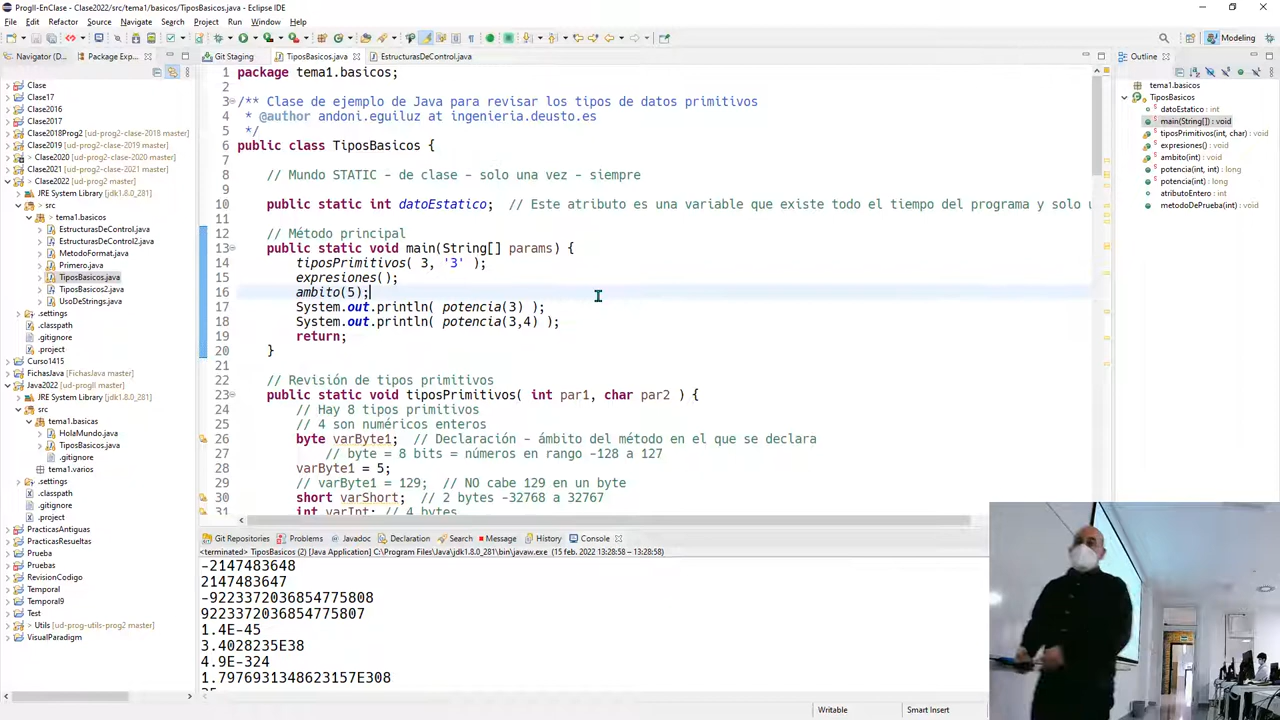 ProgII-EnClase - Clase2022/src/tema1/basicos/TiposBasicos.java - Eclipse IDE
File Edit Refactor Source Navigate Search Project Run Window Help
Modeling
Navigator (D...
Package Exp...
Clase
Clase17
Clase2016
Clase2017
Clase2018Prog2 [ud-prog2-clase-2018 master]
Clase2019 [ud-prog2-clase-2019 master]
> Clase2020 [ud-prog2-clase-2020 master]
Clase2021 [ud-prog2-clase-2021 master]
> Clase2022 [ud-prog2 master]
JRE System Library [jdk1.8.0_281]
src
tema1.basicos
EstructurasDeControl.java
EstructurasDeControl2.java
MetodoFormat.java
Primero.java
TiposBasicos.java
TiposBasicos2.java
UsoDeStrings.java
.settings
.classpath
.gitignore
.project
Curso1415
FichasJava [FichasJava master]
Java2022 [ud-progII master]
JRE System Library [jdk1.8.0_281]
src
tema1.basicas
HolaMundo.java
TiposBasicos.java
.gitignore
tema1.varios
.settings
.classpath
.gitignore
.project
PracticasAntiguas
PracticasResueltas
Prueba
Pruebas
RevisionCodigo
Temporal
Temporal9
Test
> Utils [ud-prog-utils-prog2 master]
VisualParadigm
Git Staging
TiposBasicos.java
EstructurasDeControl.java
1 package tema1.basicos;
2
3 /** Clase de ejemplo de Java para revisar los tipos de datos primitivos
4 * @author andoni.eguiluz at ingenieria.deusto.es
5 */
6 public class TiposBasicos {
7
8 // Mundo STATIC - de clase - solo una vez - siempre
9
10 public static int datoEstatico; // Este atributo es una variable que existe todo el tiempo del programa y solo u
11
12 // Método principal
13 public static void main(String[] params) {
14 tiposPrimitivos( 3, '3' );
15 expresiones();
16 ambito(5);
17 System.out.println( potencia(3) );
18 System.out.println( potencia(3,4) );
19 return;
20 }
21
22 // Revisión de tipos primitivos
23 public static void tiposPrimitivos( int par1, char par2 ) {
24 // Hay 8 tipos primitivos
25 // 4 son numéricos enteros
26 byte varByte1; // Declaración - ámbito del método en el que se declara
27 // byte = 8 bits = números en rango -128 a 127
28 varByte1 = 5;
29 // varByte1 = 129; // NO cabe 129 en un byte
30 short varShort; // 2 bytes -32768 a 32767
31 int varInt; // 4 bytes
Outline
tema1.basicos
TiposBasicos
datoEstatico : int
main(String[]) : void
tiposPrimitivos(int, char) : void
expresiones() : void
ambito(int) : void
potencia(int, int) : long
potencia(int) : long
atributoEntero : int
metodoDePrueba(int) : void
Git Repositories Problems Javadoc Declaration Search Message History Console
<terminated> TiposBasicos (2) [Java Application] C:\Program Files\Java\jdk1.8.0_281\bin\javaw.exe (15 feb. 2022 13:28:58 – 13:28:58)
-2147483648
2147483647
-9223372036854775808
9223372036854775807
1.4E-45
3.4028235E38
4.9E-324
1.7976931348623157E308
Writable
Smart Insert